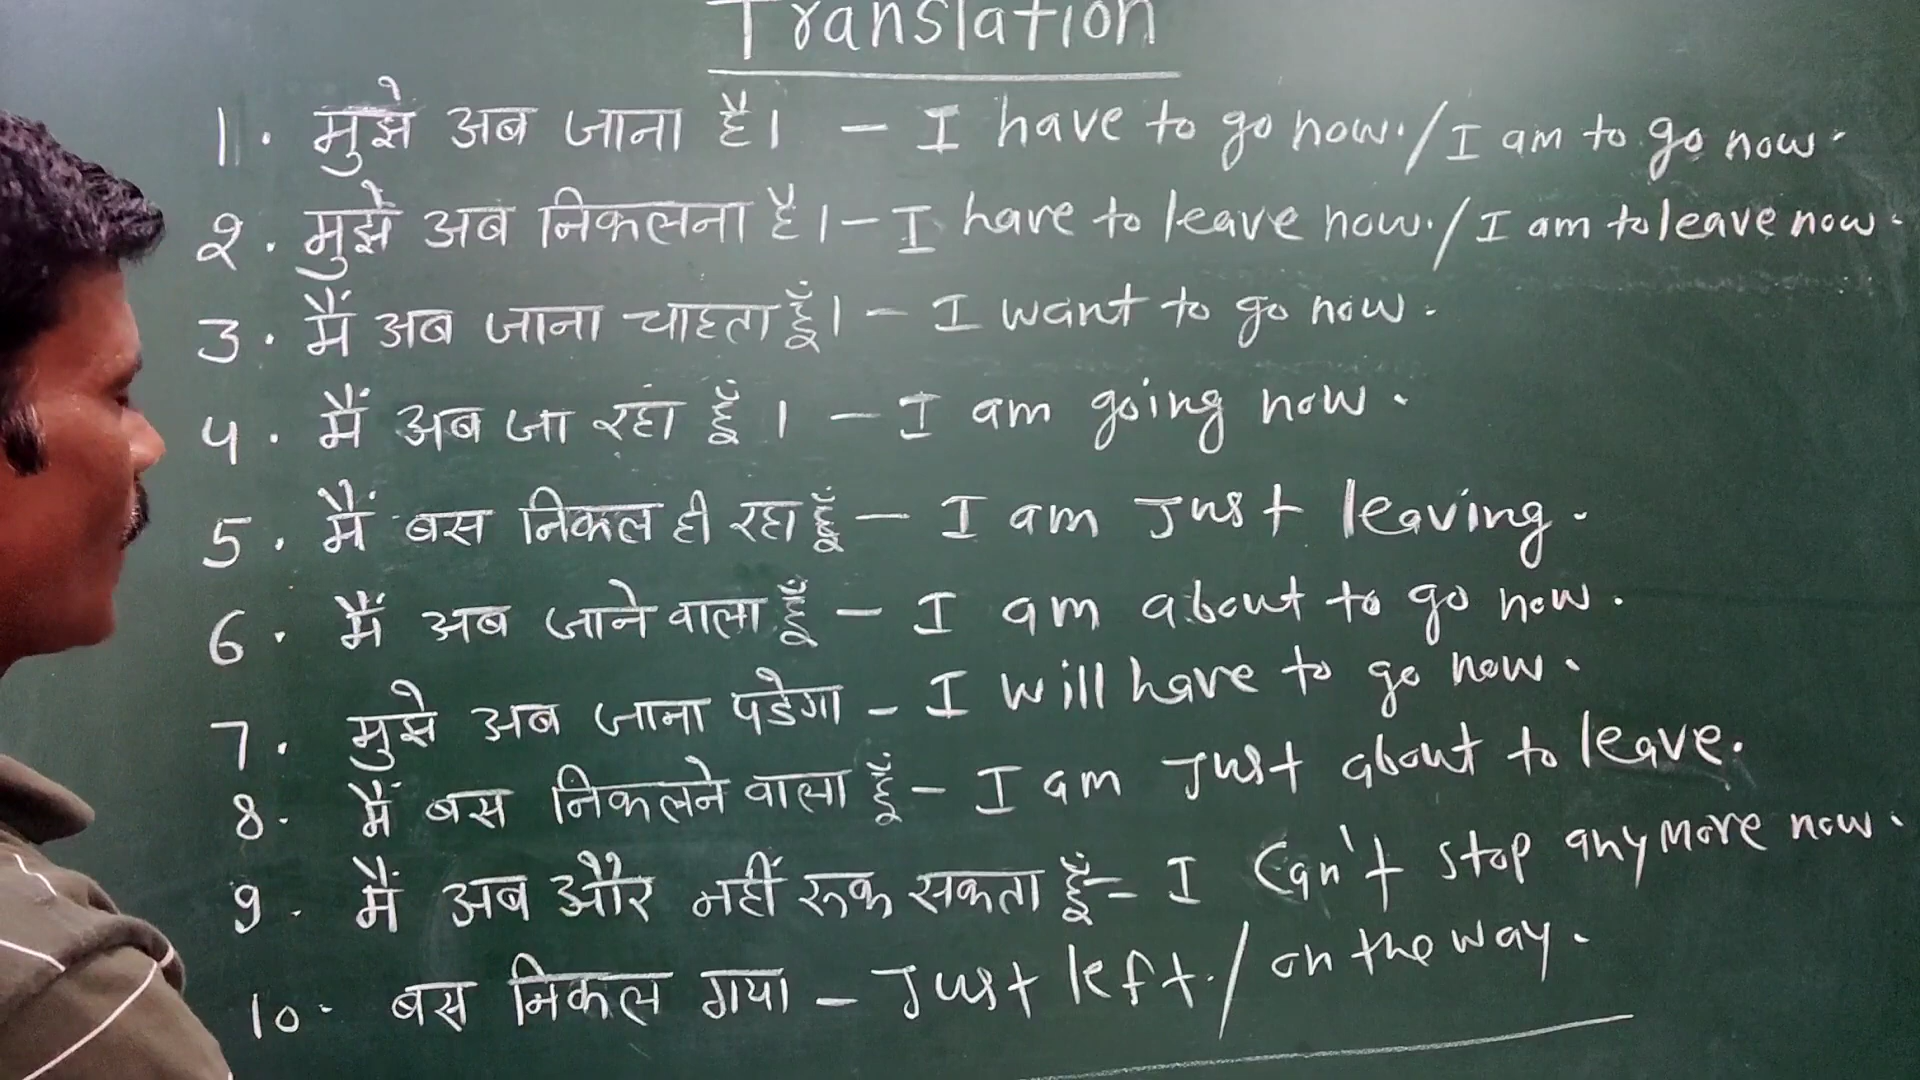 Translation
1. मुझे अब जाना है। – I have to go now./I am to go now.
2. मुझे अब निकलना है। – I have to leave now./I am to leave now.
3. मैं अब जाना चाहता हूँ। – I want to go now.
4. मैं अब जा रहा हूँ। – I am going now.
5. मैं बस निकल ही रहा हूँ – I am Just leaving.
6. मैं अब जाने वाला हूँ – I am about to go now.
7. मुझे अब जाना पडेगा – I will have to go now.
8. मैं बस निकलने वाला हूँ – I am Just about to leave.
9. मैं अब और नहीं रुक सकता हूँ – I Can't stop anymore now.
10. बस निकल गया – Just left./on the way.